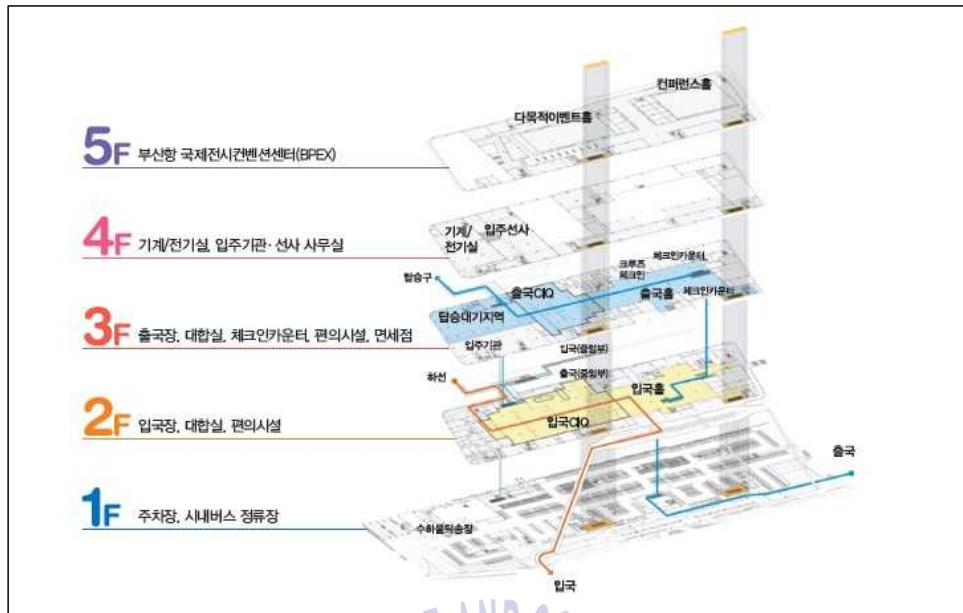 컨퍼런스홀
다목적이벤트홀
5F 부산항 국제전시컨벤션센터(BPEX)
기계/
전기실
입주선사
4F 기계/전기실, 입주기관·선사 사무실
탑승구
크루즈
체크인
체크인카운터
출국CIQ
출국홀
체크인카운터
탑승대기지역
3F 출국장, 대합실, 체크인카운터, 편의시설, 면세점
입주기관
입국(중앙부)
하선
출국(중앙부)
입국홀
2F 입국장, 대합실, 편의시설
입국CIQ
출국
1F 주차장, 시내버스 정류장
수하물탁송장
입국